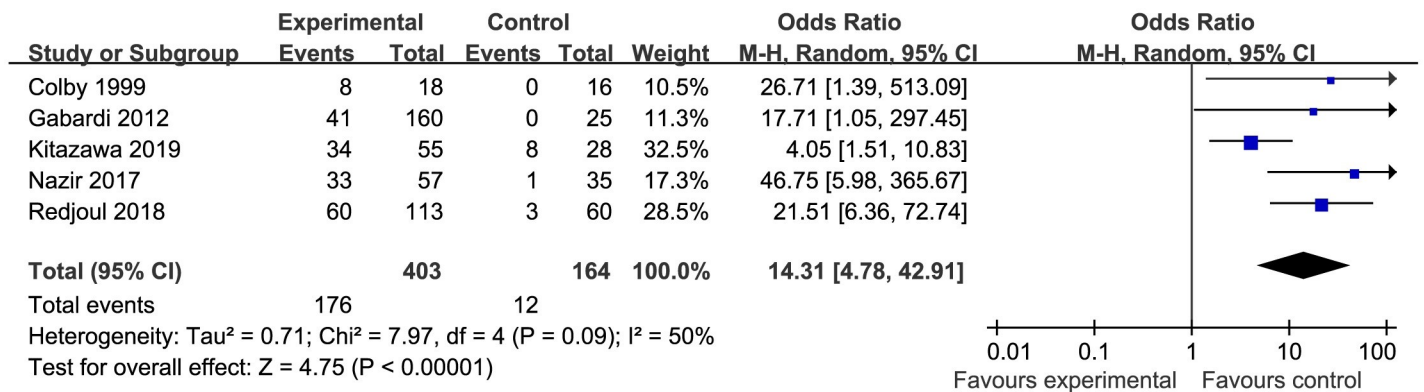 Experimental Control Odds Ratio Odds Ratio
Study or Subgroup Events Total Events Total Weight M-H, Random, 95% CI M-H, Random, 95% CI
Colby 1999 8 18 0 16 10.5% 26.71 [1.39, 513.09]
Gabardi 2012 41 160 0 25 11.3% 17.71 [1.05, 297.45]
Kitazawa 2019 34 55 8 28 32.5% 4.05 [1.51, 10.83]
Nazir 2017 33 57 1 35 17.3% 46.75 [5.98, 365.67]
Redjoul 2018 60 113 3 60 28.5% 21.51 [6.36, 72.74]
Total (95% CI) 403 164 100.0% 14.31 [4.78, 42.91]
Total events 176 12
Heterogeneity: Tau² = 0.71; Chi² = 7.97, df = 4 (P = 0.09); I² = 50%
Test for overall effect: Z = 4.75 (P < 0.00001)
0.01 0.1 1 10 100
Favours experimental Favours control